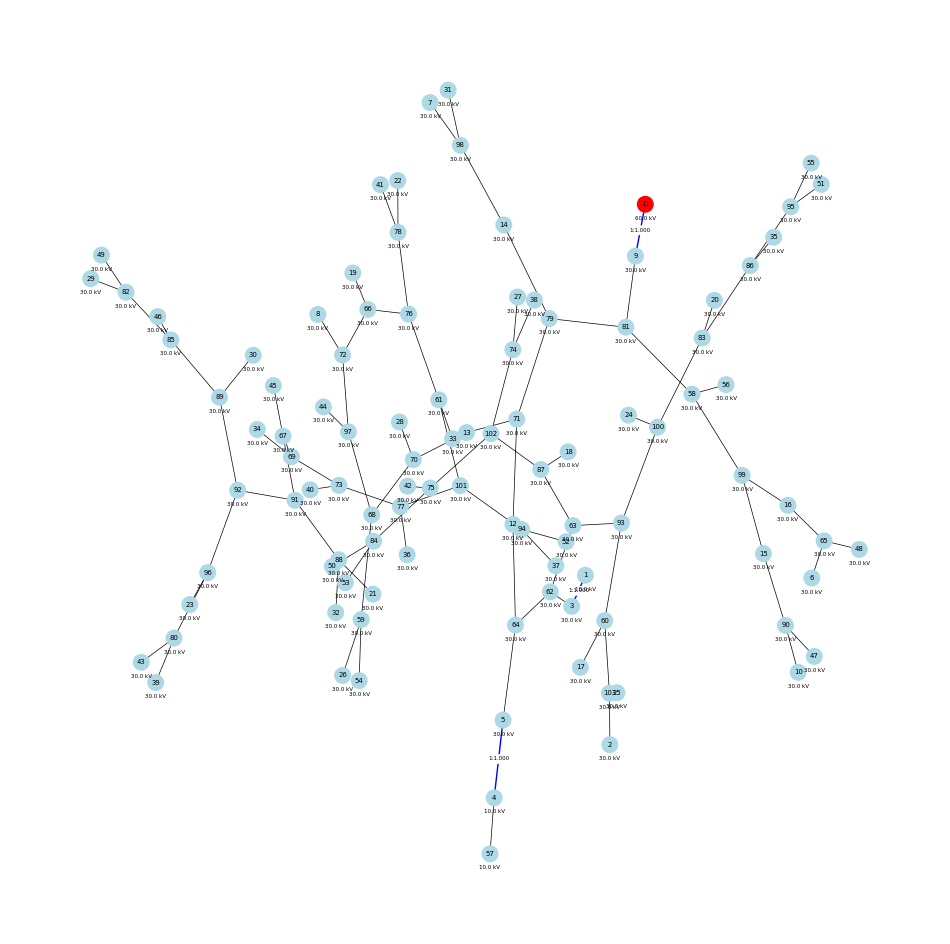 31
30.0 kV
7
30.0 kV
98
30.0 kV
55
30.0 kV
51
30.0 kV
41
30.0 kV
22
30.0 kV
95
30.0 kV
60.0 kV
1:1.000
14
30.0 kV
78
30.0 kV
35
30.0 kV
49
30.0 kV
9
30.0 kV
86
30.0 kV
19
30.0 kV
29
30.0 kV
82
30.0 kV
27
30.0 kV
38
30.0 kV
20
30.0 kV
66
30.0 kV
8
30.0 kV
76
30.0 kV
46
30.0 kV
79
30.0 kV
81
30.0 kV
85
30.0 kV
83
30.0 kV
74
30.0 kV
72
30.0 kV
30
30.0 kV
45
30.0 kV
56
30.0 kV
58
30.0 kV
89
30.0 kV
61
30.0 kV
44
30.0 kV
24
30.0 kV
71
30.0 kV
28
30.0 kV
100
30.0 kV
34
30.0 kV
97
30.0 kV
13
30.0 kV
102
30.0 kV
67
30.0 kV
33
30.0 kV
18
30.0 kV
69
30.0 kV
70
30.0 kV
87
30.0 kV
99
30.0 kV
73
30.0 kV
101
30.0 kV
42
30.0 kV
75
30.0 kV
40
30.0 kV
92
30.0 kV
91
30.0 kV
16
30.0 kV
77
30.0 kV
68
30.0 kV
93
30.0 kV
12
30.0 kV
63
30.0 kV
94
30.0 kV
84
30.0 kV
52
30.0 kV
65
30.0 kV
48
30.0 kV
15
30.0 kV
36
30.0 kV
88
30.0 kV
50
30.0 kV
37
30.0 kV
96
30.0 kV
1
30.0 kV
6
30.0 kV
53
30.0 kV
62
30.0 kV
21
30.0 kV
23
30.0 kV
3
30.0 kV
32
30.0 kV
59
30.0 kV
60
30.0 kV
64
30.0 kV
90
30.0 kV
80
30.0 kV
47
30.0 kV
43
30.0 kV
17
30.0 kV
10
30.0 kV
26
30.0 kV
54
30.0 kV
39
30.0 kV
103
30.0 kV
5
30.0 kV
2
30.0 kV
1:1.000
4
10.0 kV
57
10.0 kV